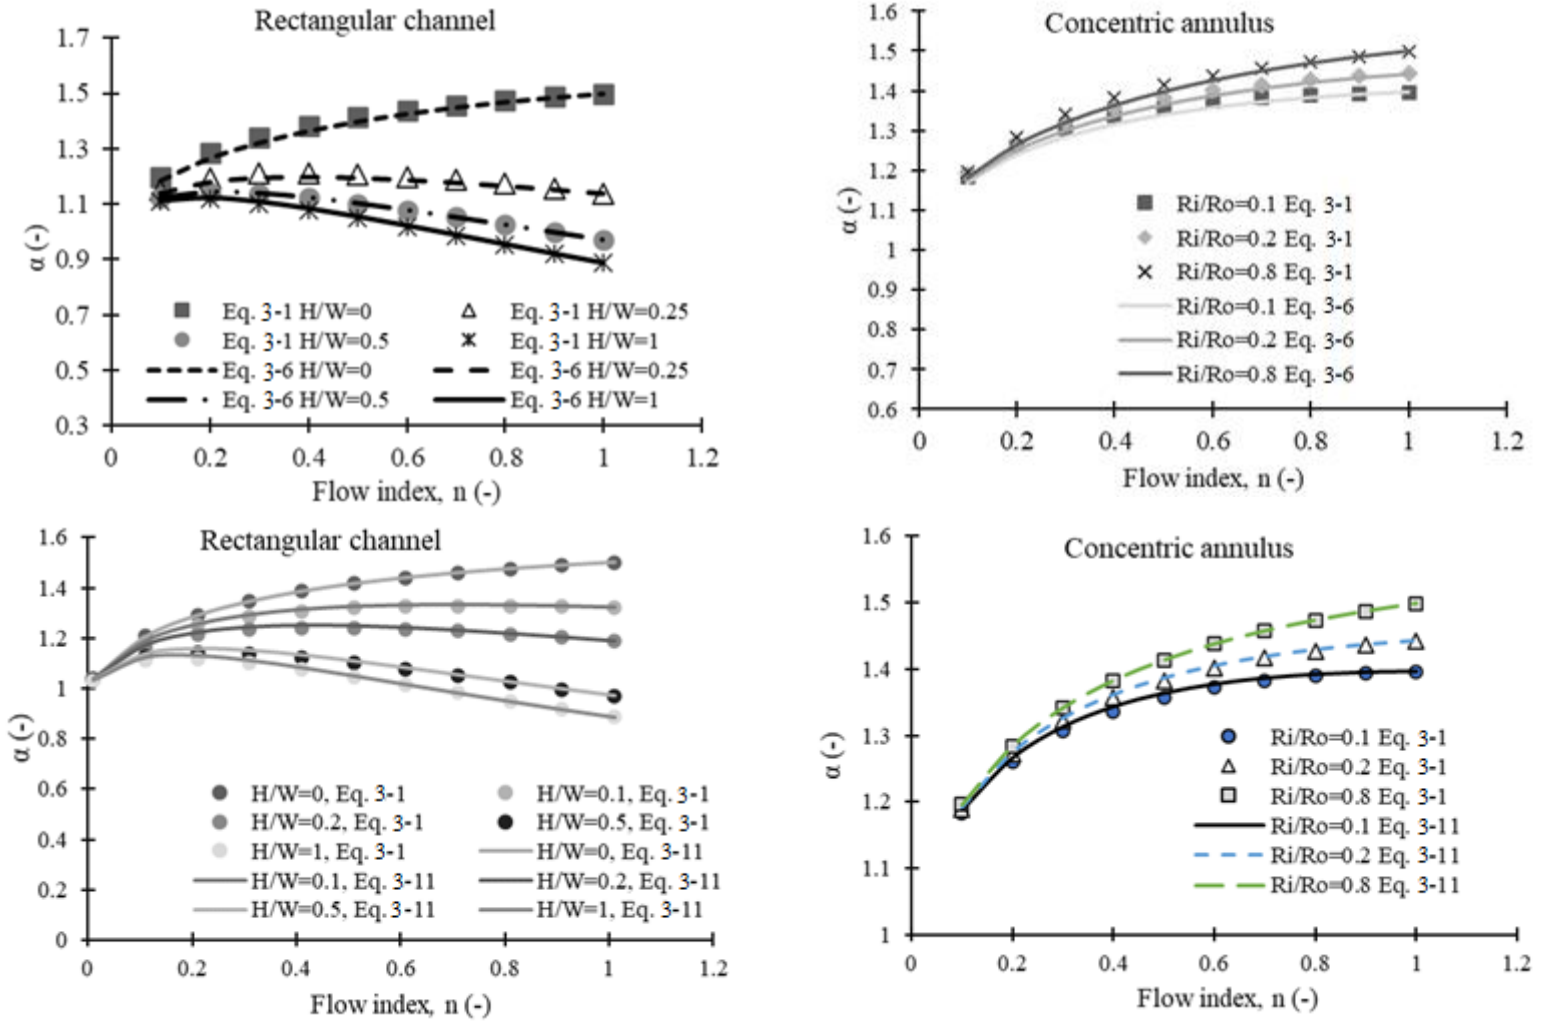 Rectangular channel
1.7
1.5
1.3
1.1
0.9
0.7
0.5
0.3
α (-)
Eq. 3-1 H/W=0
Eq. 3-1 H/W=0.25
Eq. 3-1 H/W=0.5
Eq. 3-1 H/W=1
Eq. 3-6 H/W=0
Eq. 3-6 H/W=0.25
Eq. 3-6 H/W=0.5
Eq. 3-6 H/W=1
0 0.2 0.4 0.6 0.8 1 1.2
Flow index, n (-)
Concentric annulus
1.6
1.5
1.4
1.3
1.2
1.1
1
0.9
0.8
0.7
0.6
α (-)
Ri/Ro=0.1 Eq. 3-1
Ri/Ro=0.2 Eq. 3-1
Ri/Ro=0.8 Eq. 3-1
Ri/Ro=0.1 Eq. 3-6
Ri/Ro=0.2 Eq. 3-6
Ri/Ro=0.8 Eq. 3-6
0 0.2 0.4 0.6 0.8 1 1.2
Flow index, n (-)
Rectangular channel
1.6
1.4
1.2
1
0.8
0.6
0.4
0.2
0
α (-)
H/W=0, Eq. 3-1
H/W=0.1, Eq. 3-1
H/W=0.2, Eq. 3-1
H/W=0.5, Eq. 3-1
H/W=1, Eq. 3-1
H/W=0, Eq. 3-11
H/W=0.1, Eq. 3-11
H/W=0.2, Eq. 3-11
H/W=0.5, Eq. 3-11
H/W=1, Eq. 3-11
0 0.2 0.4 0.6 0.8 1 1.2
Flow index, n (-)
Concentric annulus
1.6
1.5
1.4
1.3
1.2
1.1
1
α (-)
Ri/Ro=0.1 Eq. 3-1
Ri/Ro=0.2 Eq. 3-1
Ri/Ro=0.8 Eq. 3-1
Ri/Ro=0.1 Eq. 3-11
Ri/Ro=0.2 Eq. 3-11
Ri/Ro=0.8 Eq. 3-11
0 0.2 0.4 0.6 0.8 1 1.2
Flow index, n (-)